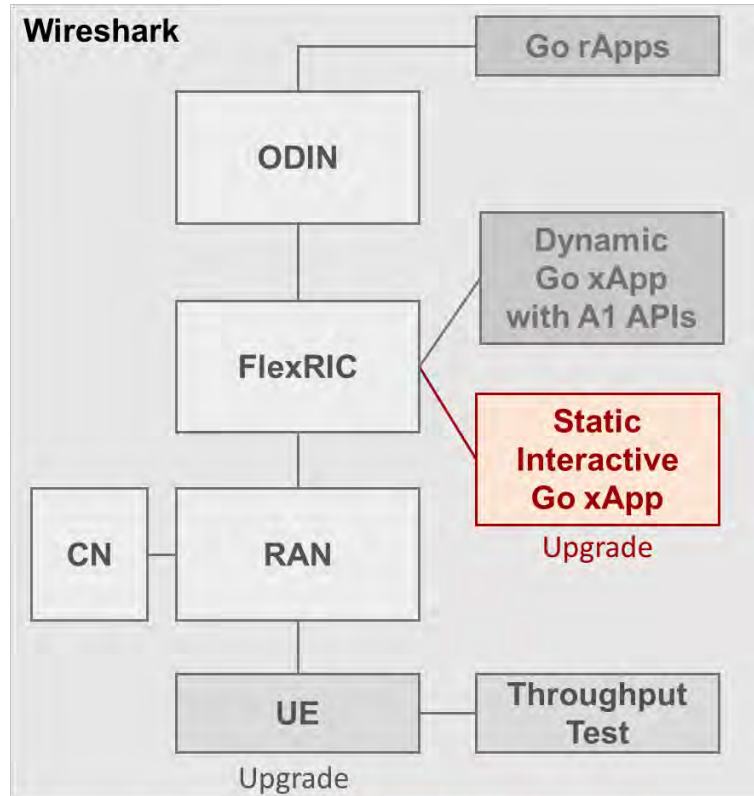 Wireshark
Go rApps
ODIN
Dynamic
Go xApp
with A1 APIs
FlexRIC
Static
Interactive
Go xApp
Upgrade
CN
RAN
UE
Throughput
Test
Upgrade